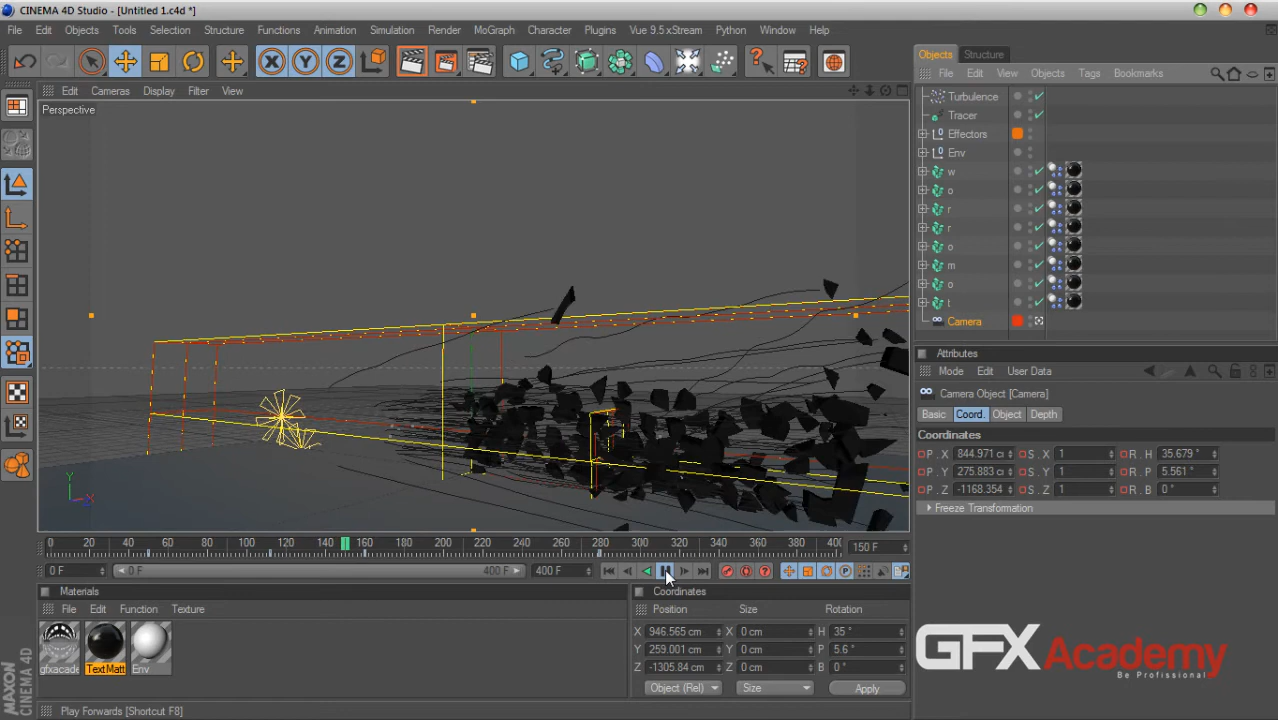 CINEMA 4D Studio - [Untitled 1.c4d *]
File Edit Objects Tools Selection Structure Functions Animation Simulation Render MoGraph Character Plugins Vue 9.5 xStream Python Window Help
X Y Z
Objects Structure
File Edit View Objects Tags Bookmarks
Edit Cameras Display Filter View
Perspective
Turbulence
Tracer
Effectors
Env
w
o
r
r
o
m
o
t
Camera
Attributes
Mode Edit User Data
Camera Object [Camera]
Basic Coord. Object Depth
Coordinates
P . X 844.971 c S . X 1 R . H 35.679 °
P . Y 275.883 c S . Y 1 R . P 5.561 °
P . Z -1168.354 S . Z 1 R . B 0 °
Freeze Transformation
Y
X
0 20 40 60 80 100 120 140 160 180 200 220 240 260 280 300 320 340 360 380 40
150 F
0 F 0 F 400 F 400 F
Materials
File Edit Function Texture
gfxacade TextMatt Env
Coordinates
Position Size Rotation
X 946.565 cm X 0 cm H 35 °
Y 259.001 cm Y 0 cm P 5.6 °
Z -1305.84 cm Z 0 cm B 0 °
Object (Rel) Size Apply
GFX Academy
Be Profissional
MAXON
CINEMA 4D
Play Forwards [Shortcut F8]